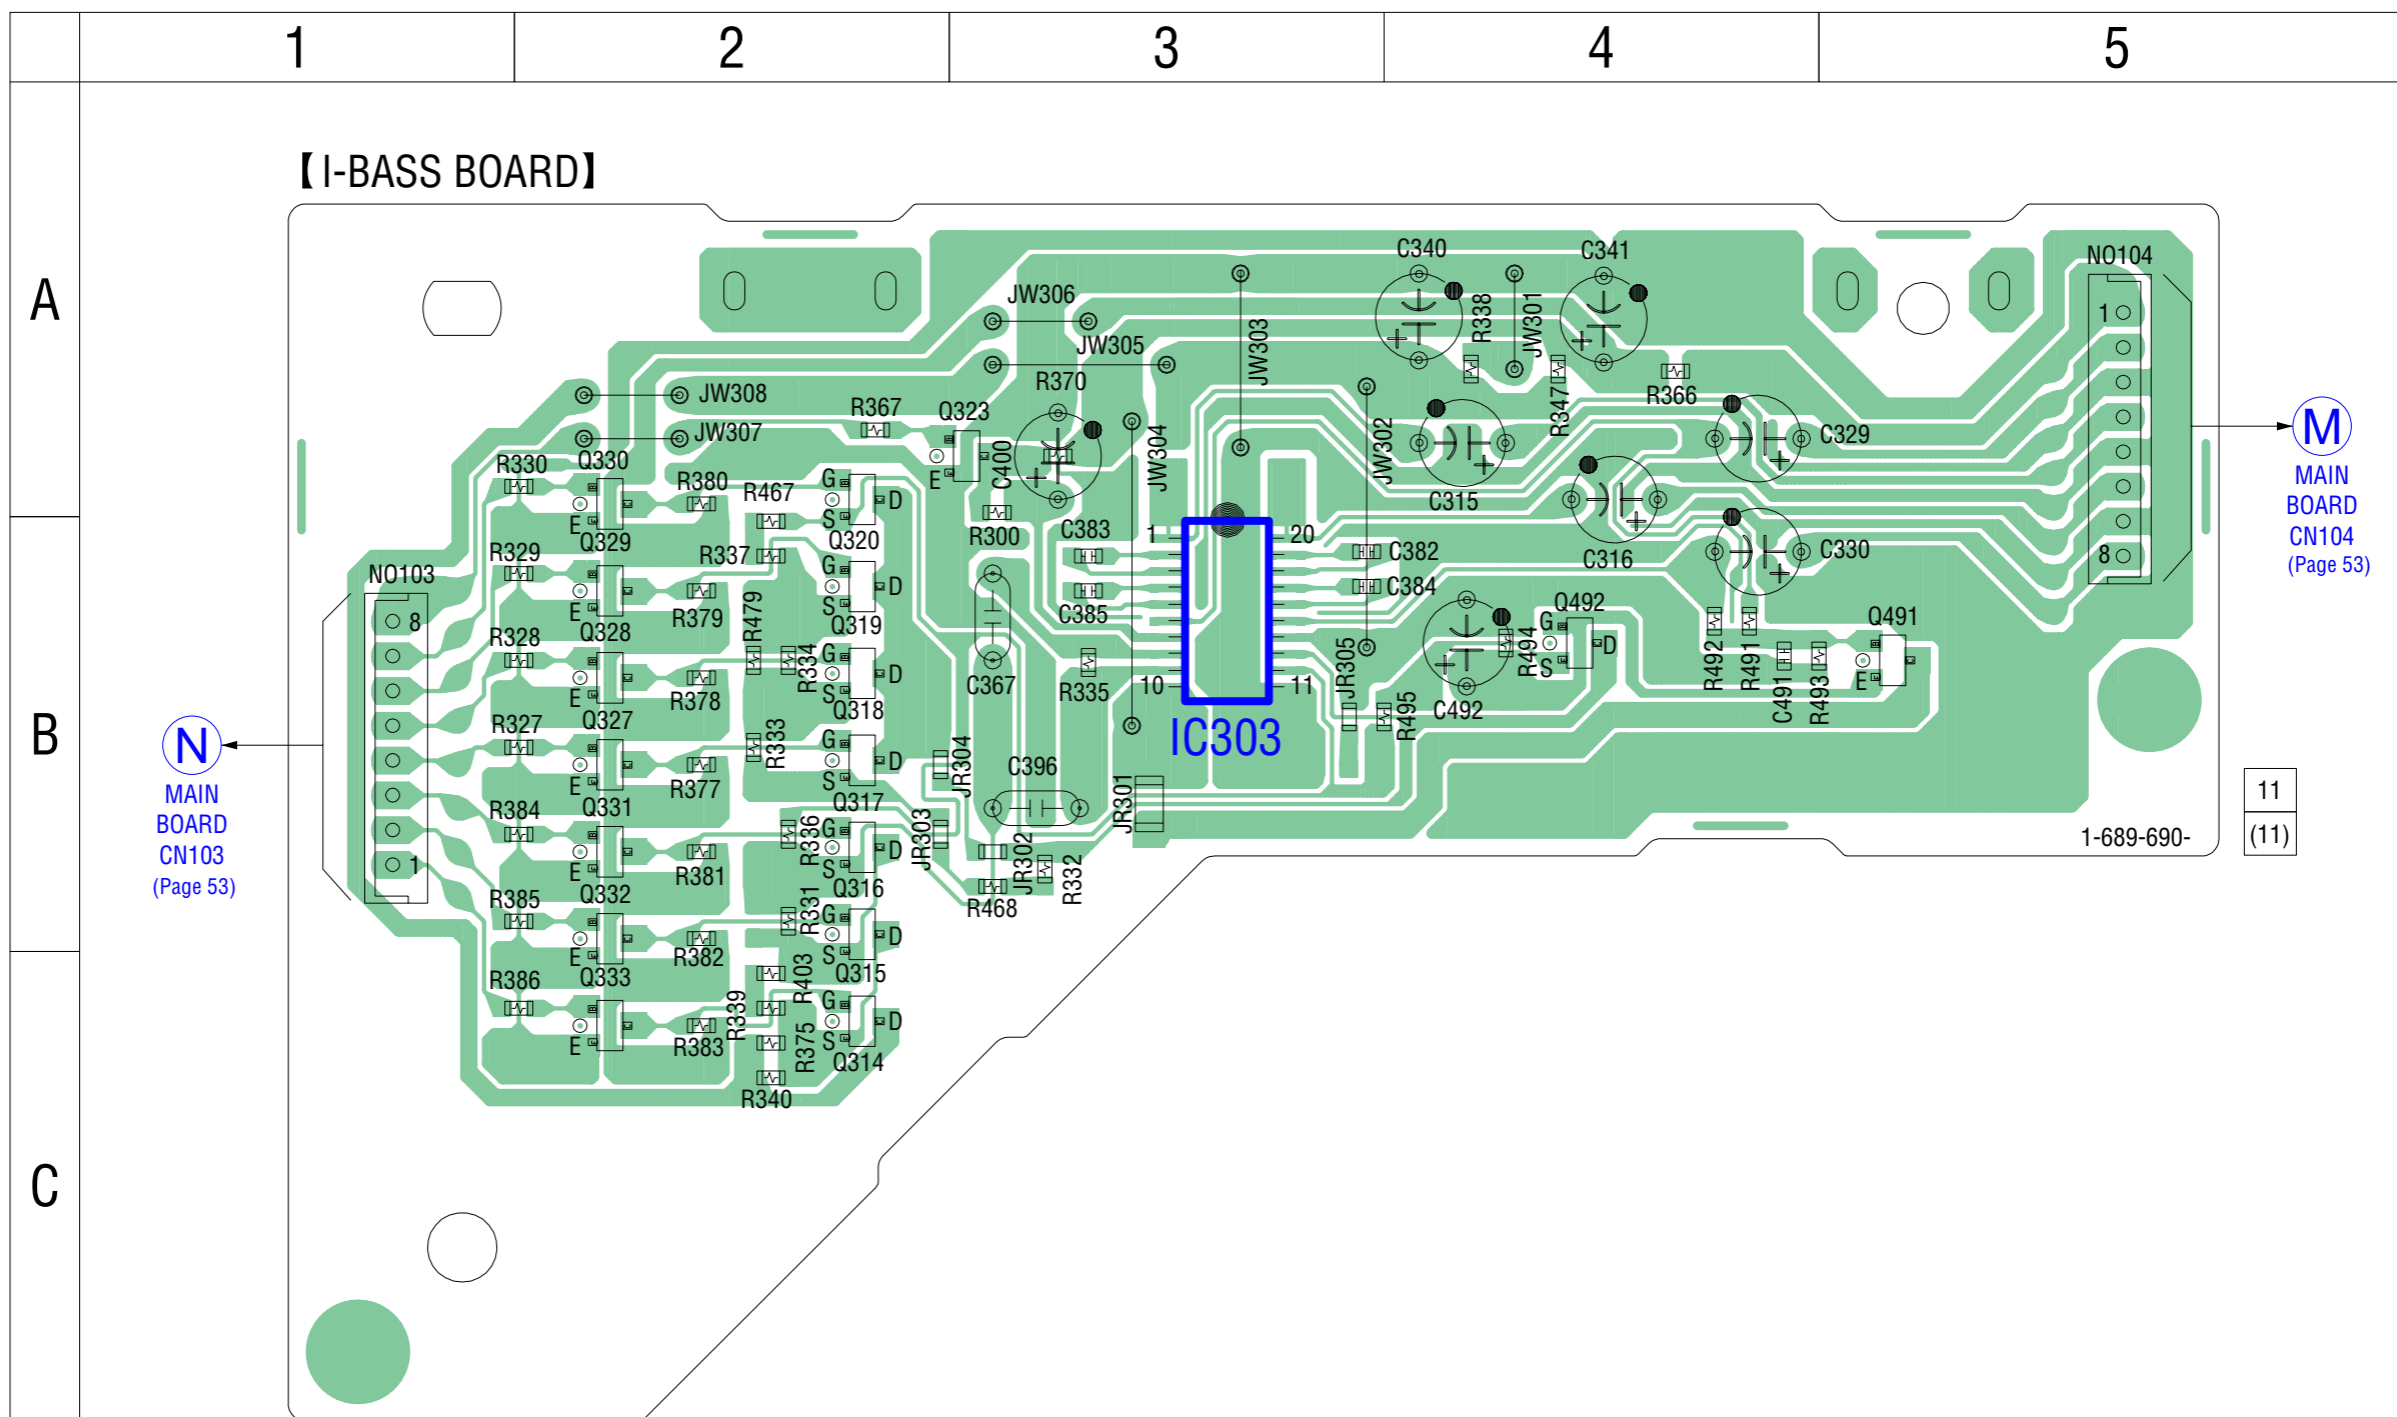 1 2 3 4 5
A
B
C
【I-BASS BOARD】
C340 C341 NO104
JW306 R338 JW301 1
JW305 JW303
R370
JW308 R367 Q323 R347 R366
JW307 C400 JW304 JW302 C329
M
MAIN
BOARD
CN104
(Page 53)
R330 Q330 R380 R467 G D E C315
E S
Q329 Q320 R300 C383 1 20 C382 C316 C330 8
R329 R337 G D
NO103 R379 S C385 C384
8 E
Q328 R479 Q319 Q492 Q491
R328 R334 G D JR305 R494 G D R492 R491
R378 S C367 R335 10 11 S C491 R493 E
E
Q327 Q318 R495 C492
R327 R333 G D JR304 IC303
N
MAIN
BOARD
CN103
(Page 53)
R377 S C396
E
Q331 Q317 JR301
R384 R336 G D JR303 JR302 R332
1 R381 S
E
Q332 Q316 R468
R385 R331 G D
R382 S
E
Q333 R403 Q315
R386 R339 G D
R383 R375 S
E
Q314
R340
1-689-690-
11
(11)